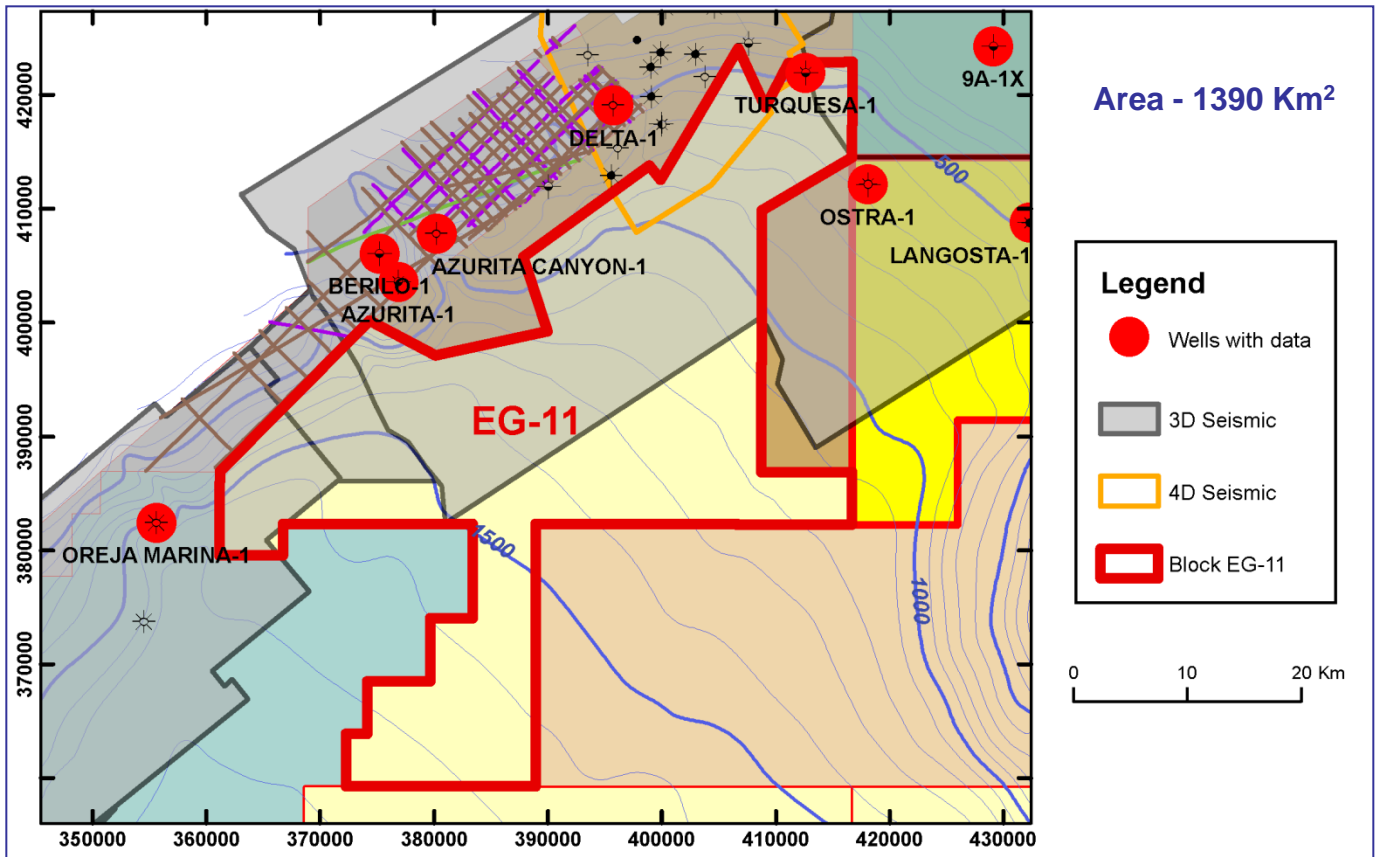 Area - 1390 Km²
9A-1X
TURQUESA-1
DELTA-1
500
OSTRA-1
LANGOSTA-1
AZURITA CANYON-1
BERILO-1
AZURITA-1
EG-11
OREJA MARINA-1
1500
1000
Legend
Wells with data
3D Seismic
4D Seismic
Block EG-11
0 10 20 Km
420000
410000
400000
390000
380000
370000
350000 360000 370000 380000 390000 400000 410000 420000 430000